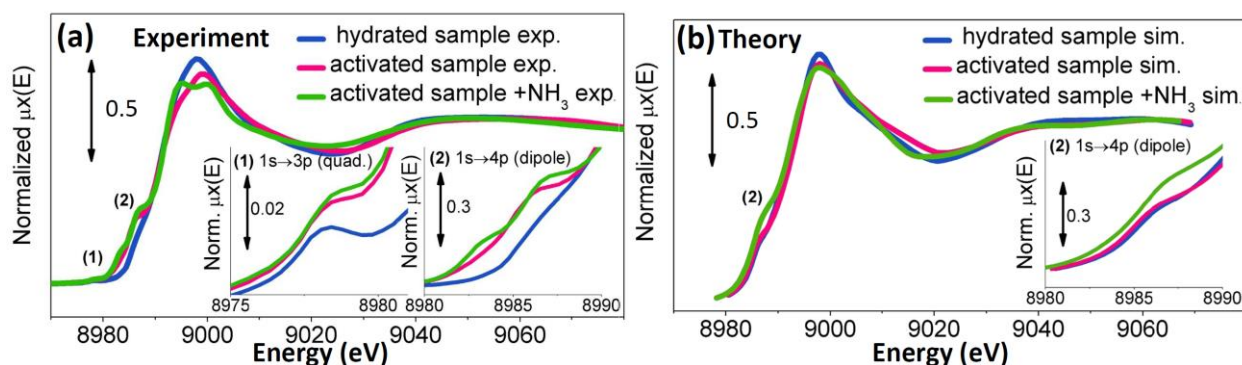 (a) Experiment
hydrated sample exp.
activated sample exp.
activated sample +NH3 exp.
0.5
Normalized μx(E)
(1)
(2)
(1) 1s→3p (quad.)
0.02
Norm. μx(E)
8975 8980
(2) 1s→4p (dipole)
0.3
Norm. μx(E)
8980 8985 8990
8980 9000 9020 9040 9060
Energy (eV)
(b) Theory
hydrated sample sim.
activated sample sim.
activated sample +NH3 sim.
0.5
Normalized μx(E)
(2)
(2) 1s→4p (dipole)
0.3
Norm. μx(E)
8980 8985 8990
8980 9000 9020 9040 9060
Energy (eV)